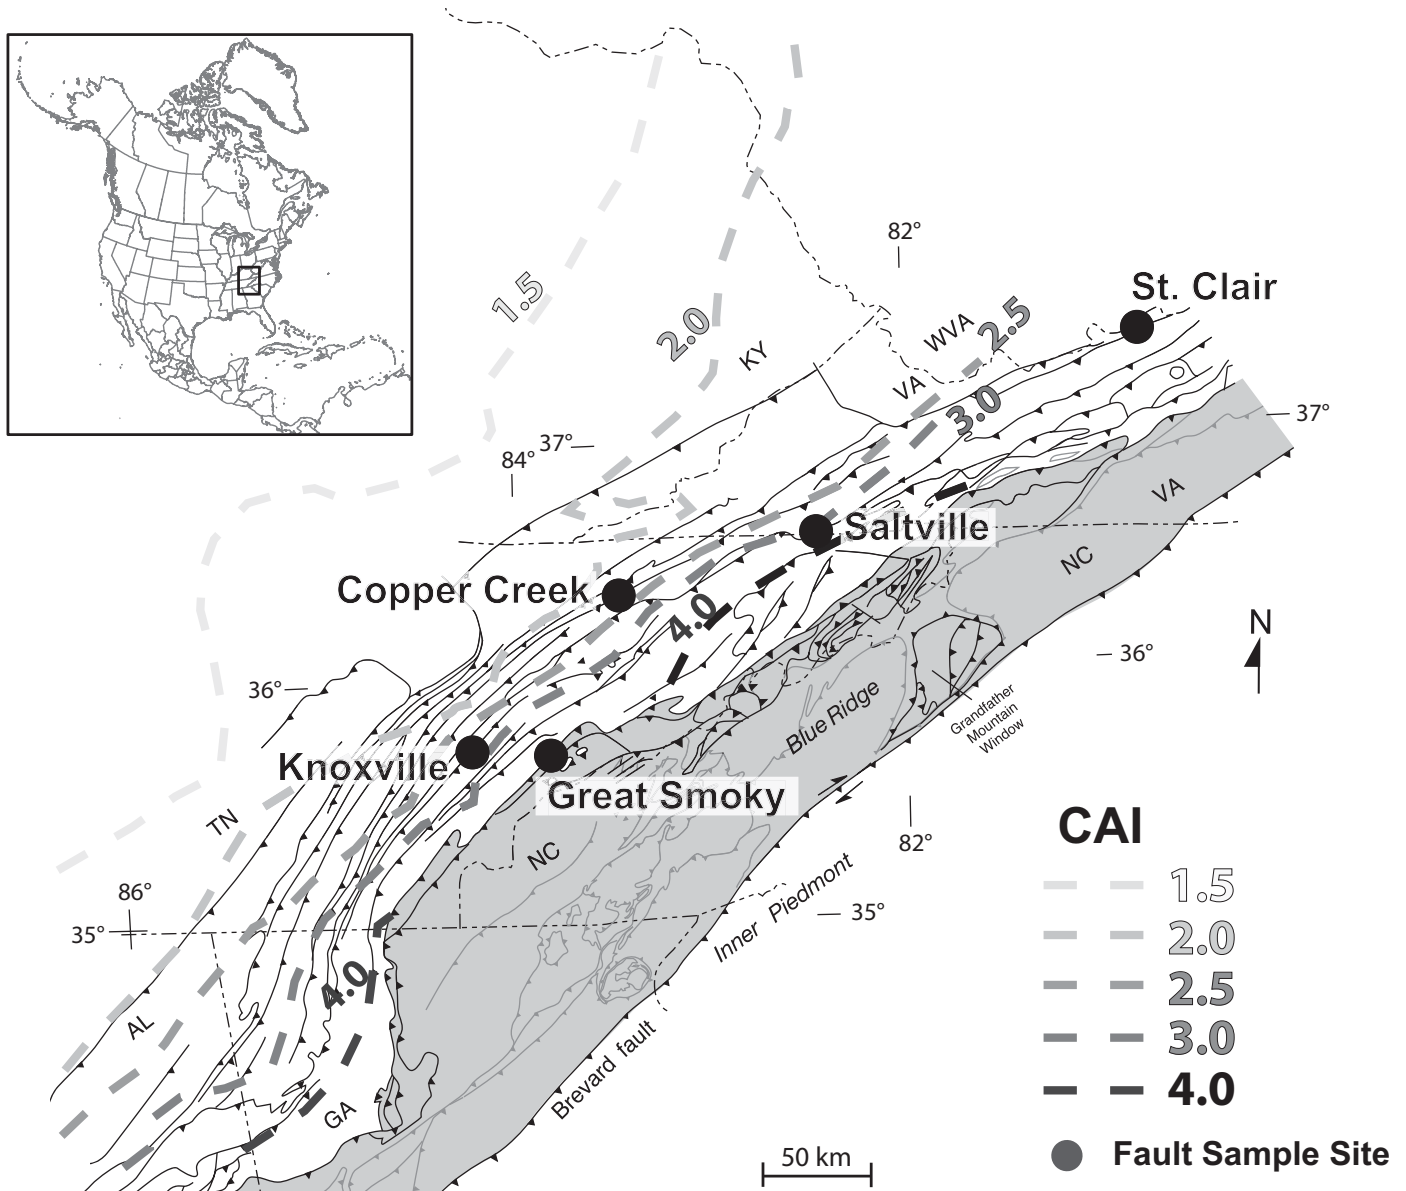 82°
St. Clair
1.5
2.0
2.5
WVA
KY
VA
3.0
37°
37°
84°
VA
Saltville
NC
Copper Creek
4.0
N
36°
36°
Blue Ridge
Grandfather
Mountain
Window
Knoxville
Great Smoky
TN
NC
82°
CAI
1.5
86°
35°
35°
Inner Piedmont
2.0
4.0
2.5
AL
3.0
Brevard fault
4.0
GA
50 km
Fault Sample Site